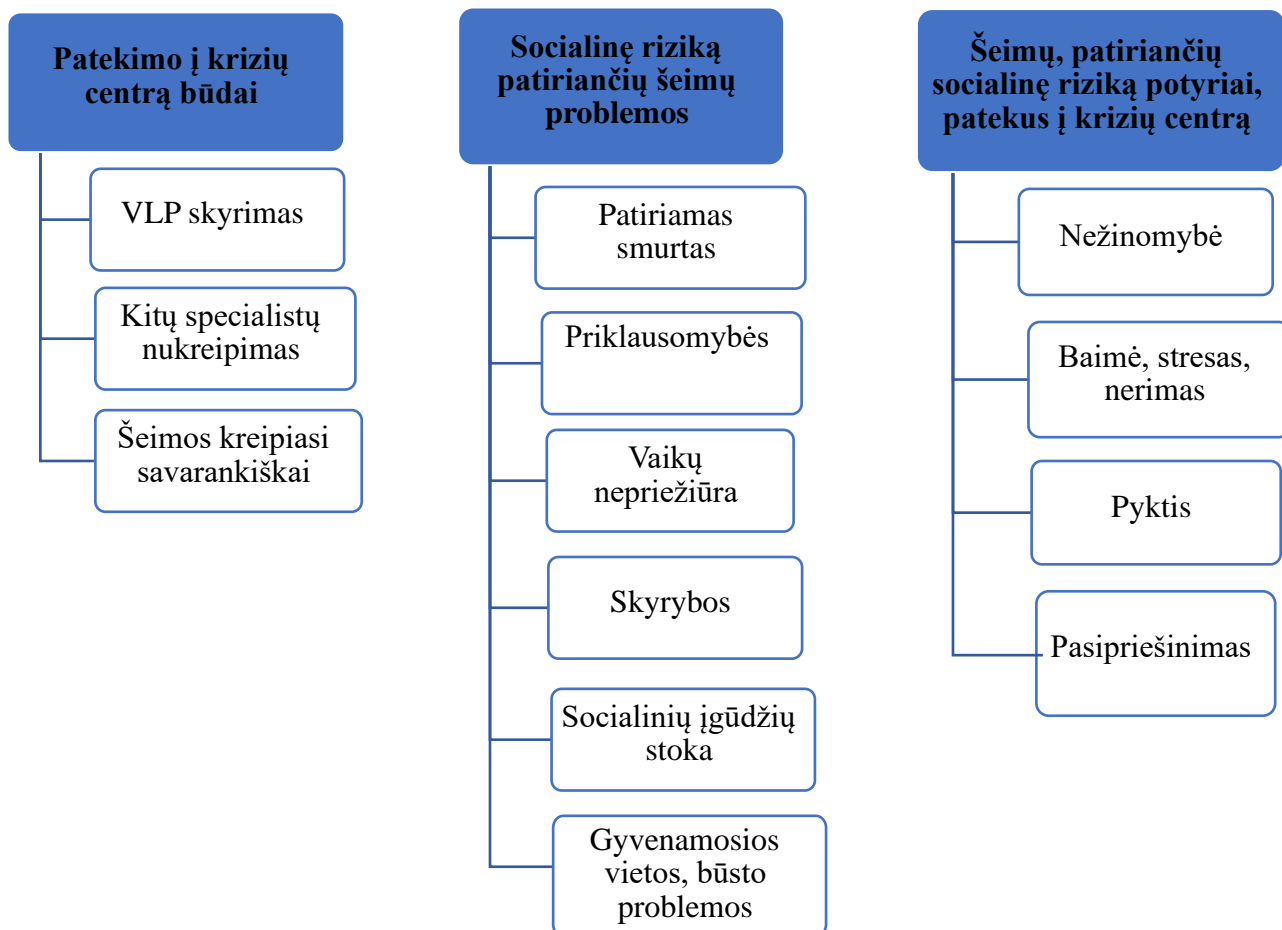 Patekimo į krizių
centrą būdai
VLP skyrimas
Kitų specialistų
nukreipimas
Šeimos kreipiasi
savarankiškai
Socialinę riziką
patiriančių šeimų
problemos
Patiriamas
smurtas
Priklausomybės
Vaikų
nepriežiūra
Skyrybos
Socialinių įgūdžių
stoka
Gyvenamosios
vietos, būsto
problemos
Šeimų, patiriančių
socialinę riziką potyriai,
patekus į krizių centrą
Nežinomybė
Baimė, stresas,
nerimas
Pyktis
Pasipriešinimas